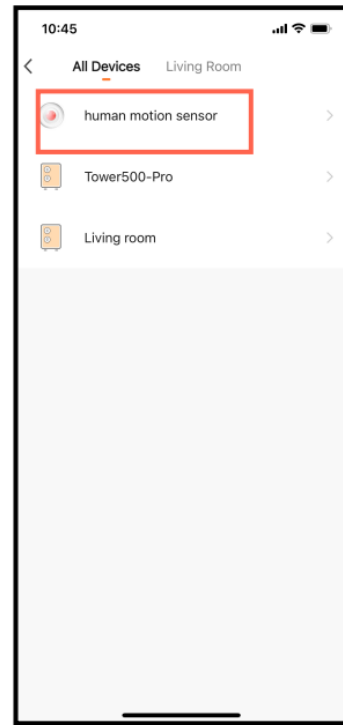 10:45
All Devices Living Room
human motion sensor
Tower500-Pro
Living room